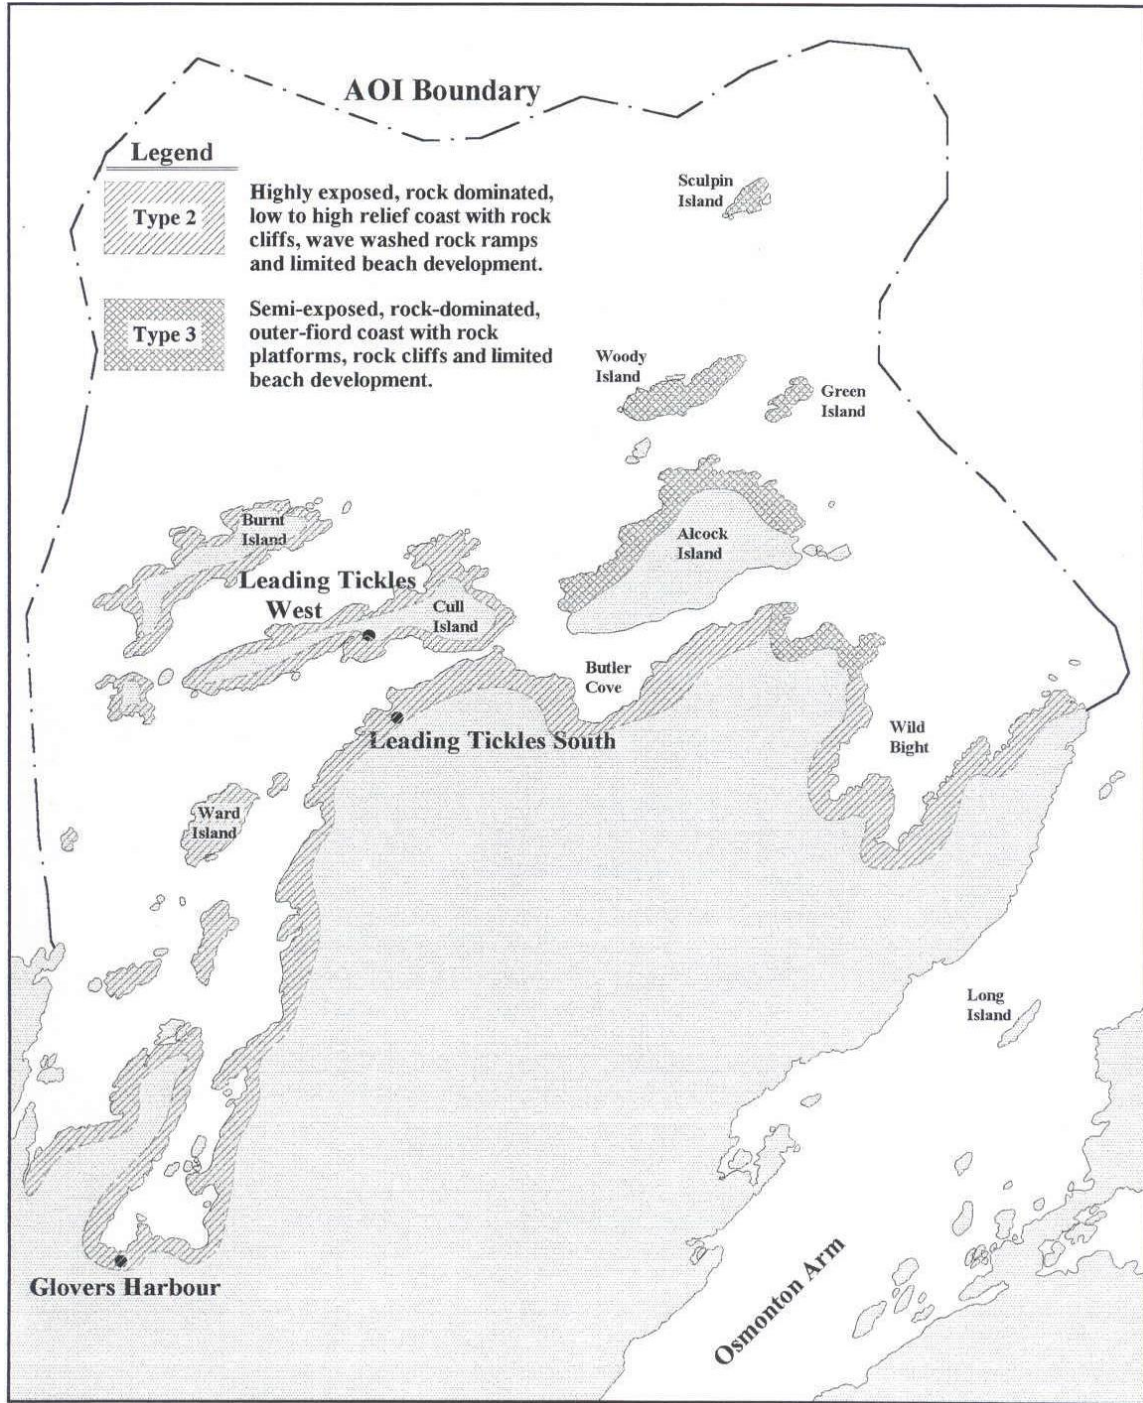 AOI Boundary
Legend
Type 2
Highly exposed, rock dominated,
low to high relief coast with rock
cliffs, wave washed rock ramps
and limited beach development.
Type 3
Semi-exposed, rock-dominated,
outer-fiord coast with rock
platforms, rock cliffs and limited
beach development.
Sculpin
Island
Woody
Island
Green
Island
Burnt
Island
Alcock
Island
Leading Tickles
West
Cull
Island
Butler
Cove
Leading Tickles South
Wild
Bight
Ward
Island
Long
Island
Glovers Harbour
Osmonton Arm